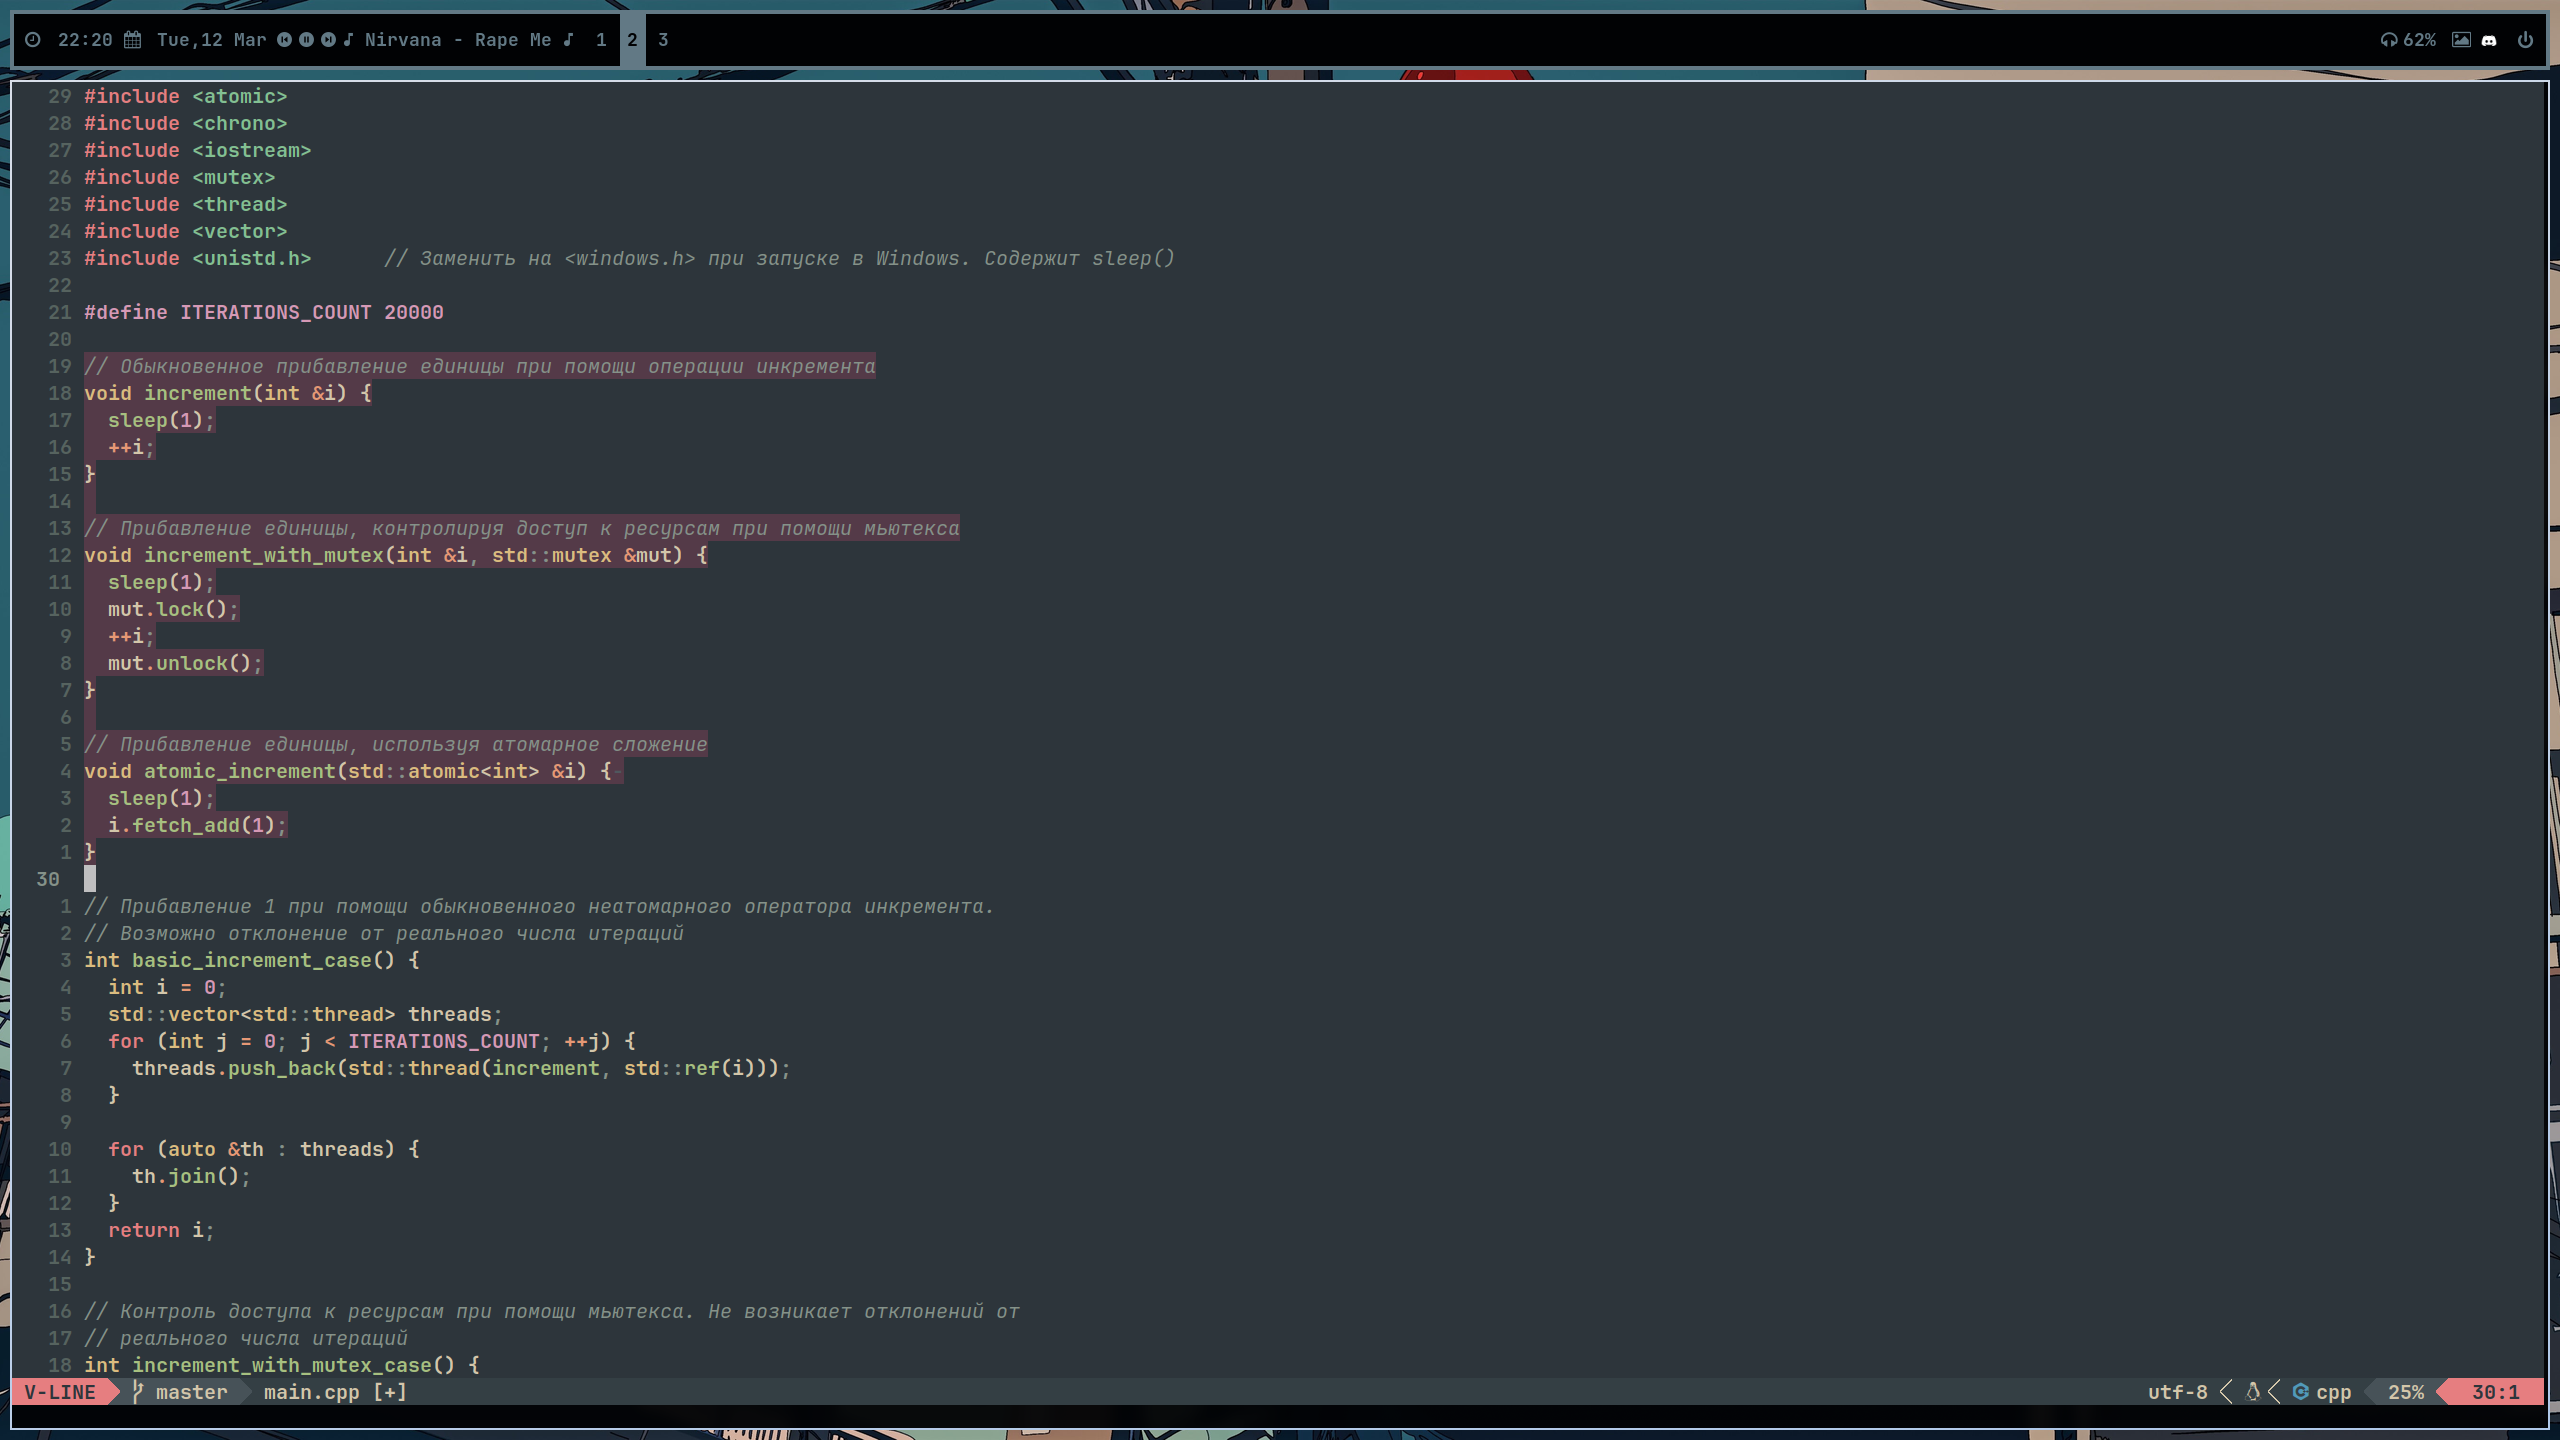 22:20 Tue,12 Mar Nirvana - Rape Me 1 2 3 62%
29 #include <atomic>
28 #include <chrono>
27 #include <iostream>
26 #include <mutex>
25 #include <thread>
24 #include <vector>
23 #include <unistd.h>      // Заменить на <windows.h> при запуске в Windows. Содержит sleep()
22
21 #define ITERATIONS_COUNT 20000
20
19 // Обыкновенное прибавление единицы при помощи операции инкремента
18 void increment(int &i) {
17   sleep(1);
16   ++i;
15 }
14
13 // Прибавление единицы, контролируя доступ к ресурсам при помощи мьютекса
12 void increment_with_mutex(int &i, std::mutex &mut) {
11   sleep(1);
10   mut.lock();
9   ++i;
8   mut.unlock();
7 }
6
5 // Прибавление единицы, используя атомарное сложение
4 void atomic_increment(std::atomic<int> &i) {-
3   sleep(1);
2   i.fetch_add(1);
1 }
30
1 // Прибавление 1 при помощи обыкновенного неатомарного оператора инкремента.
2 // Возможно отклонение от реального числа итераций
3 int basic_increment_case() {
4   int i = 0;
5   std::vector<std::thread> threads;
6   for (int j = 0; j < ITERATIONS_COUNT; ++j) {
7     threads.push_back(std::thread(increment, std::ref(i)));
8   }
9
10   for (auto &th : threads) {
11     th.join();
12   }
13   return i;
14 }
15
16 // Контроль доступа к ресурсам при помощи мьютекса. Не возникает отклонений от
17 // реального числа итераций
18 int increment_with_mutex_case() {
V-LINE master main.cpp [+] utf-8 cpp 25% 30:1